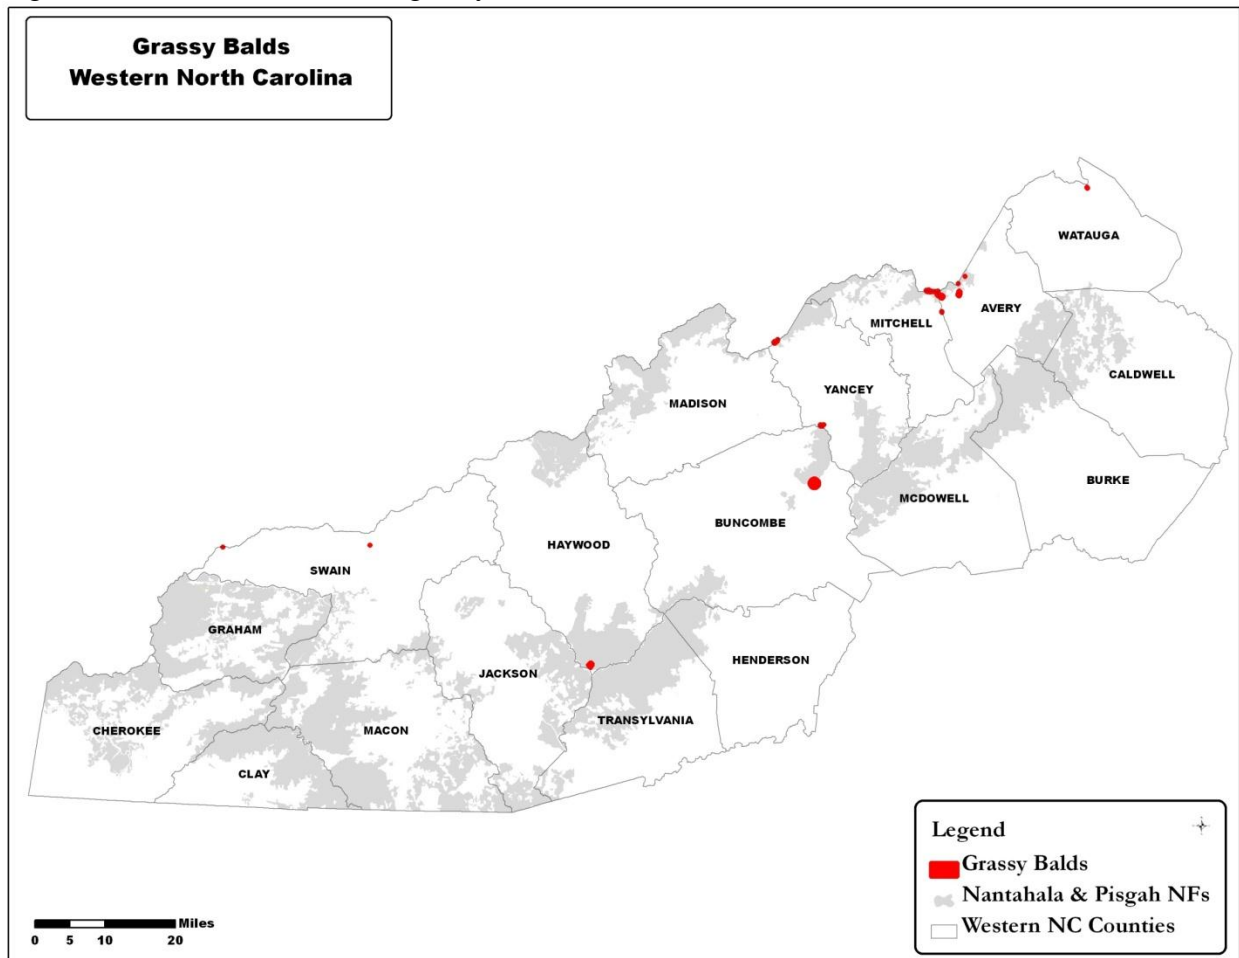 Grassy Balds
Western North Carolina
WATAUGA
AVERY
MITCHELL
CALDWELL
YANCEY
MADISON
BURKE
MCDOWELL
BUNCOMBE
HAYWOOD
SWAIN
GRAHAM
HENDERSON
JACKSON
TRANSYLVANIA
CHEROKEE
MACON
CLAY
Legend
Grassy Balds
Nantahala & Pisgah NFs
Western NC Counties
Miles
0 5 10 20